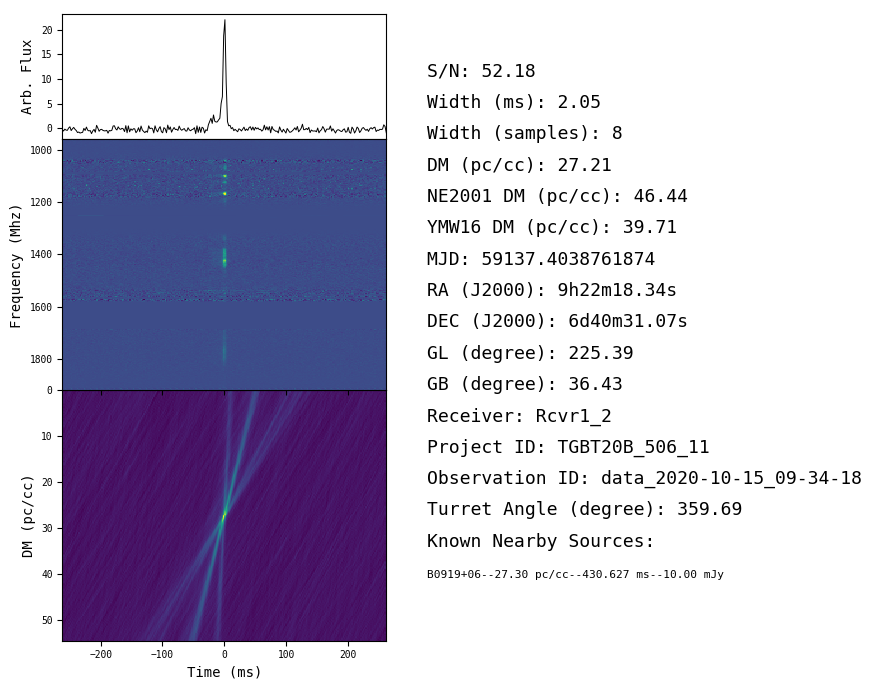 20
15
10
5
0
Arb. Flux
1000
1200
1400
1600
1800
Frequency (Mhz)
0
10
20
30
40
50
DM (pc/cc)
−200 −100 0 100 200
Time (ms)
S/N: 52.18
Width (ms): 2.05
Width (samples): 8
DM (pc/cc): 27.21
NE2001 DM (pc/cc): 46.44
YMW16 DM (pc/cc): 39.71
MJD: 59137.4038761874
RA (J2000): 9h22m18.34s
DEC (J2000): 6d40m31.07s
GL (degree): 225.39
GB (degree): 36.43
Receiver: Rcvr1_2
Project ID: TGBT20B_506_11
Observation ID: data_2020-10-15_09-34-18
Turret Angle (degree): 359.69
Known Nearby Sources:
B0919+06--27.30 pc/cc--430.627 ms--10.00 mJy